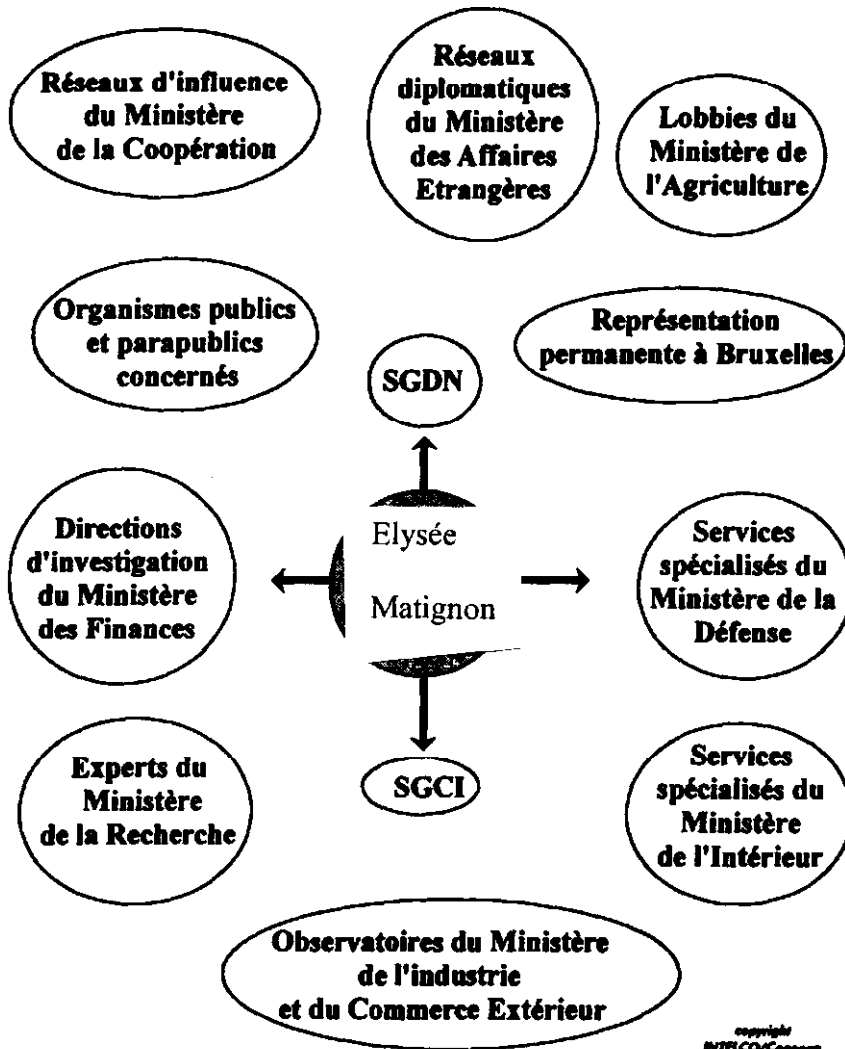 Réseaux d'influence
du Ministère
de la Coopération
Réseaux
diplomatiques
du Ministère
des Affaires
Etrangères
Lobbies du
Ministère de
l'Agriculture
Organismes publics
et parapublics
concernés
SGDN
Représentation
permanente à Bruxelles
Directions
d'investigation
du Ministère
des Finances
Elysée
Matignon
Services
spécialisés du
Ministère de la
Défense
Experts du
Ministère
de la Recherche
SGCI
Services
spécialisés du
Ministère
de l'Intérieur
Observatoires du Ministère
de l'industrie
et du Commerce Extérieur
copyright